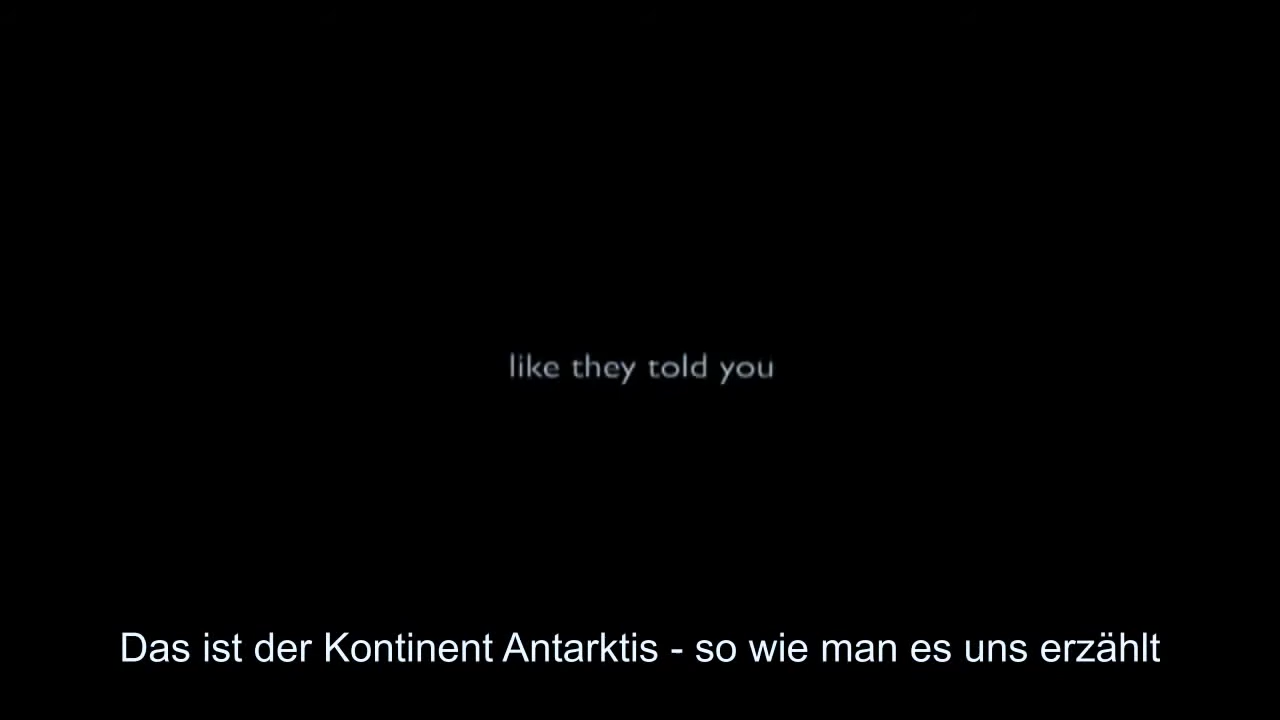 like they told you
Das ist der Kontinent Antarktis - so wie man es uns erzählt